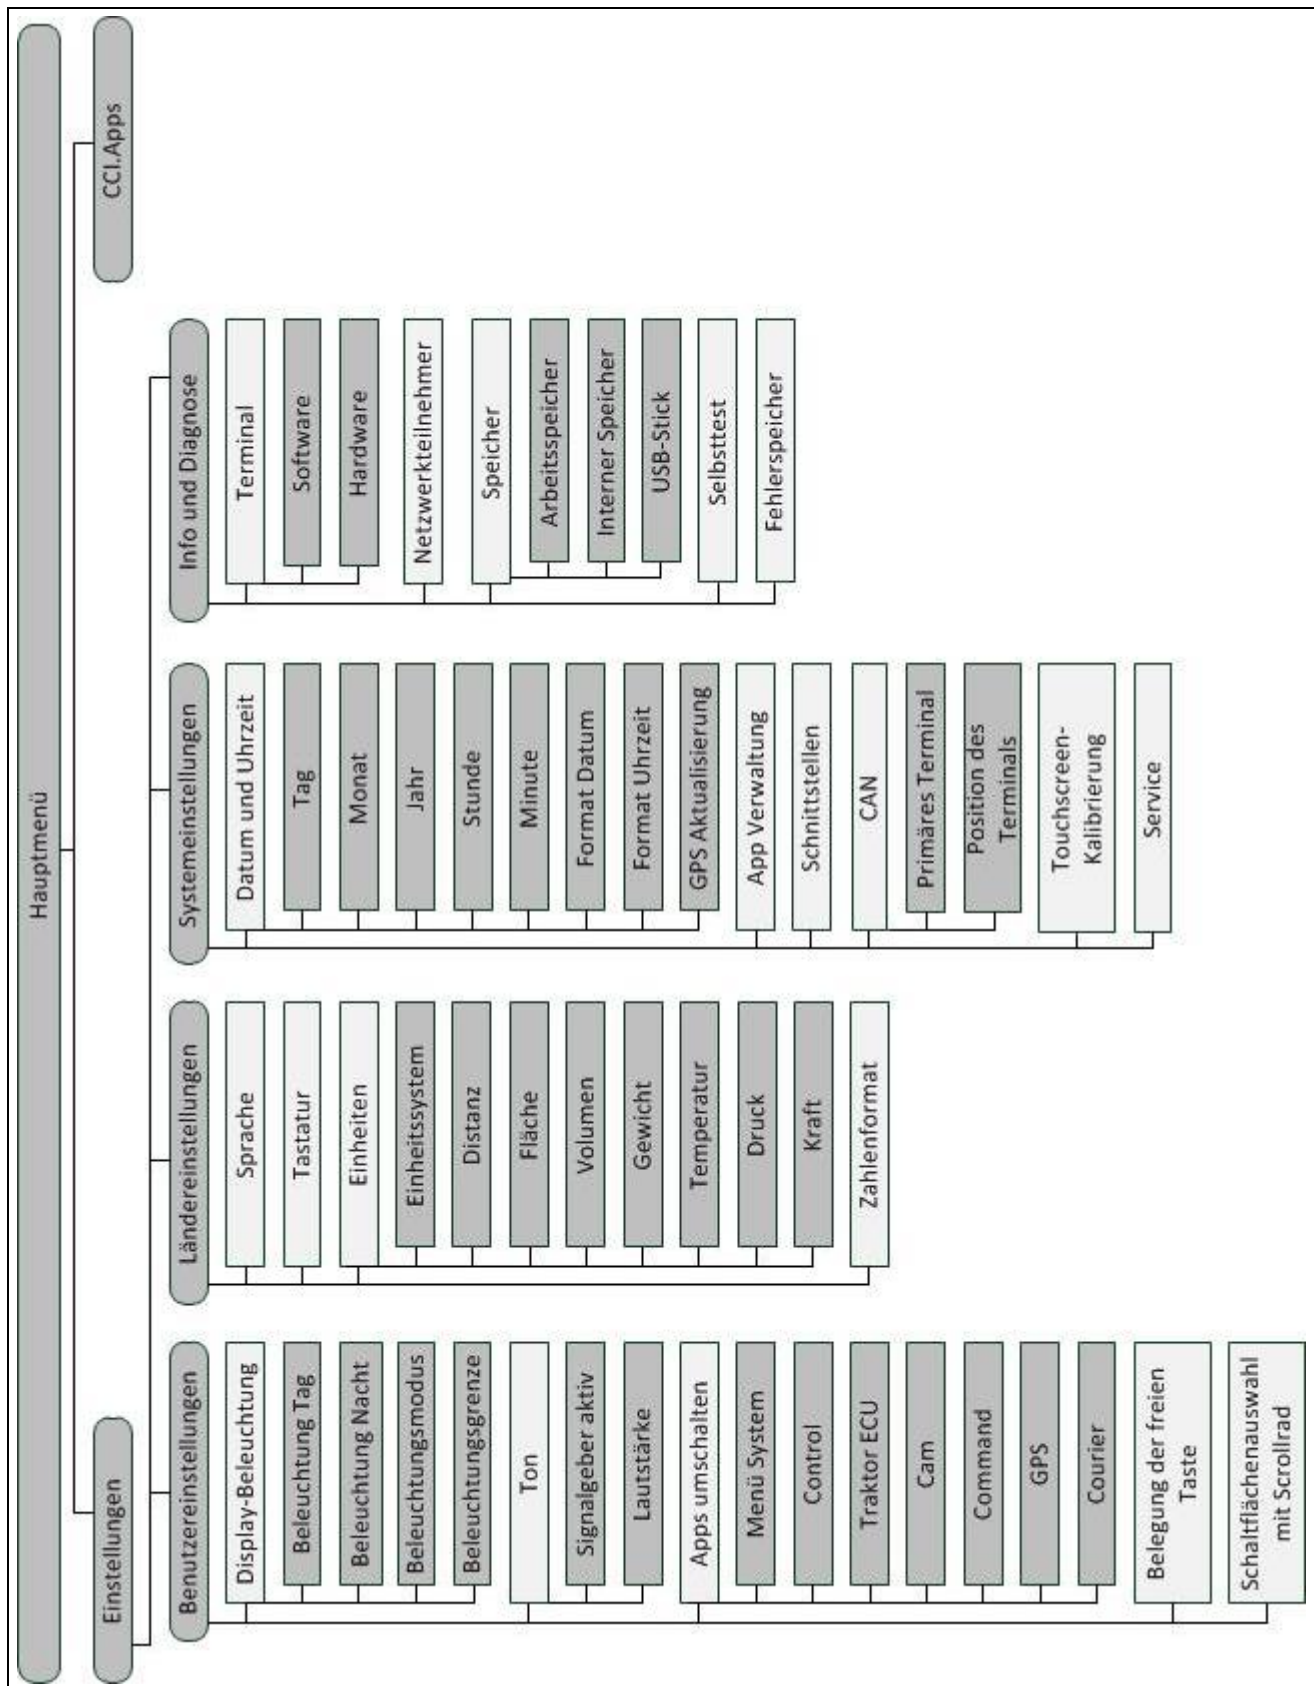 Hauptmenü
Einstellungen
CCI.Apps
Benutzereinstellungen
Display-Beleuchtung
Beleuchtung Tag
Beleuchtung Nacht
Beleuchtungsmodus
Beleuchtungsgrenze
Ton
Signalgeber aktiv
Lautstärke
Apps umschalten
Menü System
Control
Traktor ECU
Cam
Command
GPS
Courier
Belegung der freien
Taste
Schaltflächenauswahl
mit Scrollrad
Ländereinstellungen
Sprache
Tastatur
Einheiten
Einheitssystem
Distanz
Fläche
Volumen
Gewicht
Temperatur
Druck
Kraft
Zahlenformat
Systemeinstellungen
Datum und Uhrzeit
Tag
Monat
Jahr
Stunde
Minute
Format Datum
Format Uhrzeit
GPS Aktualisierung
App Verwaltung
Schnittstellen
CAN
Primäres Terminal
Position des
Terminals
Touchscreen-
Kalibrierung
Service
Info und Diagnose
Terminal
Software
Hardware
Netzwerkteilnehmer
Speicher
Arbeitsspeicher
Interner Speicher
USB-Stick
Selbsttest
Fehlerspeicher